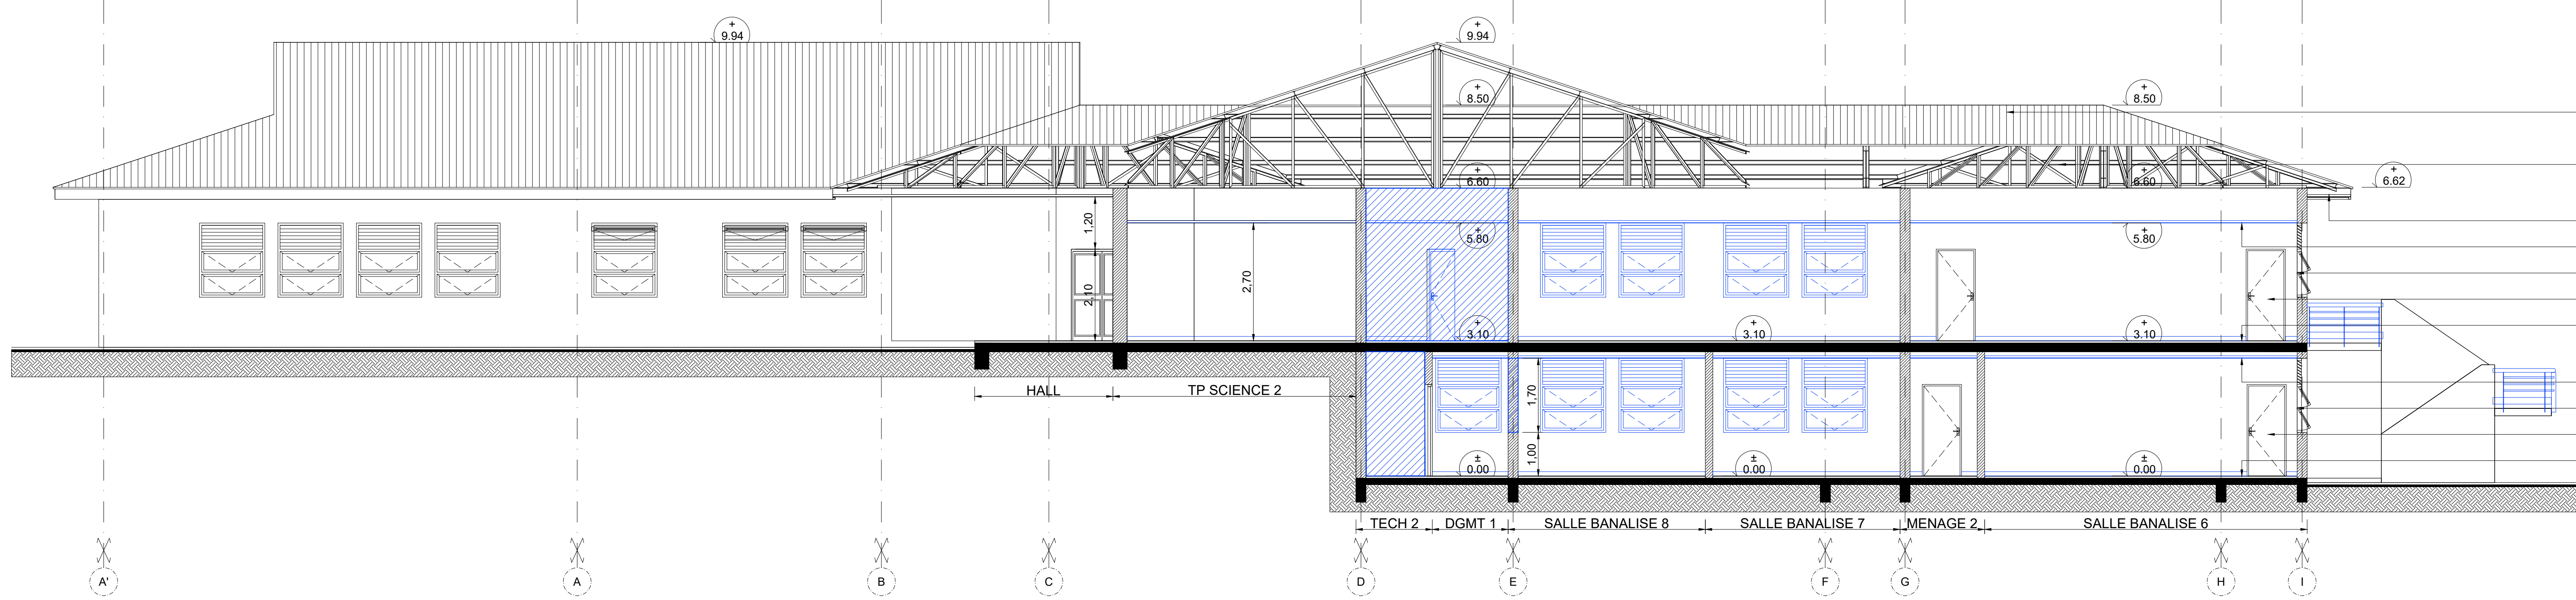 + +
9.94 9.94
+ +
8.50 8.50
+ + +
6.60 6.60 6.62
1,20
+ +
5.80 5.80
2,70
2,10
+ + +
3.10 3.10 3.10
HALL TP SCIENCE 2
1,70
1,00
± ± ±
0.00 0.00 0.00
TECH 2 DGMT 1 SALLE BANALISE 8 SALLE BANALISE 7 MENAGE 2 SALLE BANALISE 6
A' A B C D E F G H I